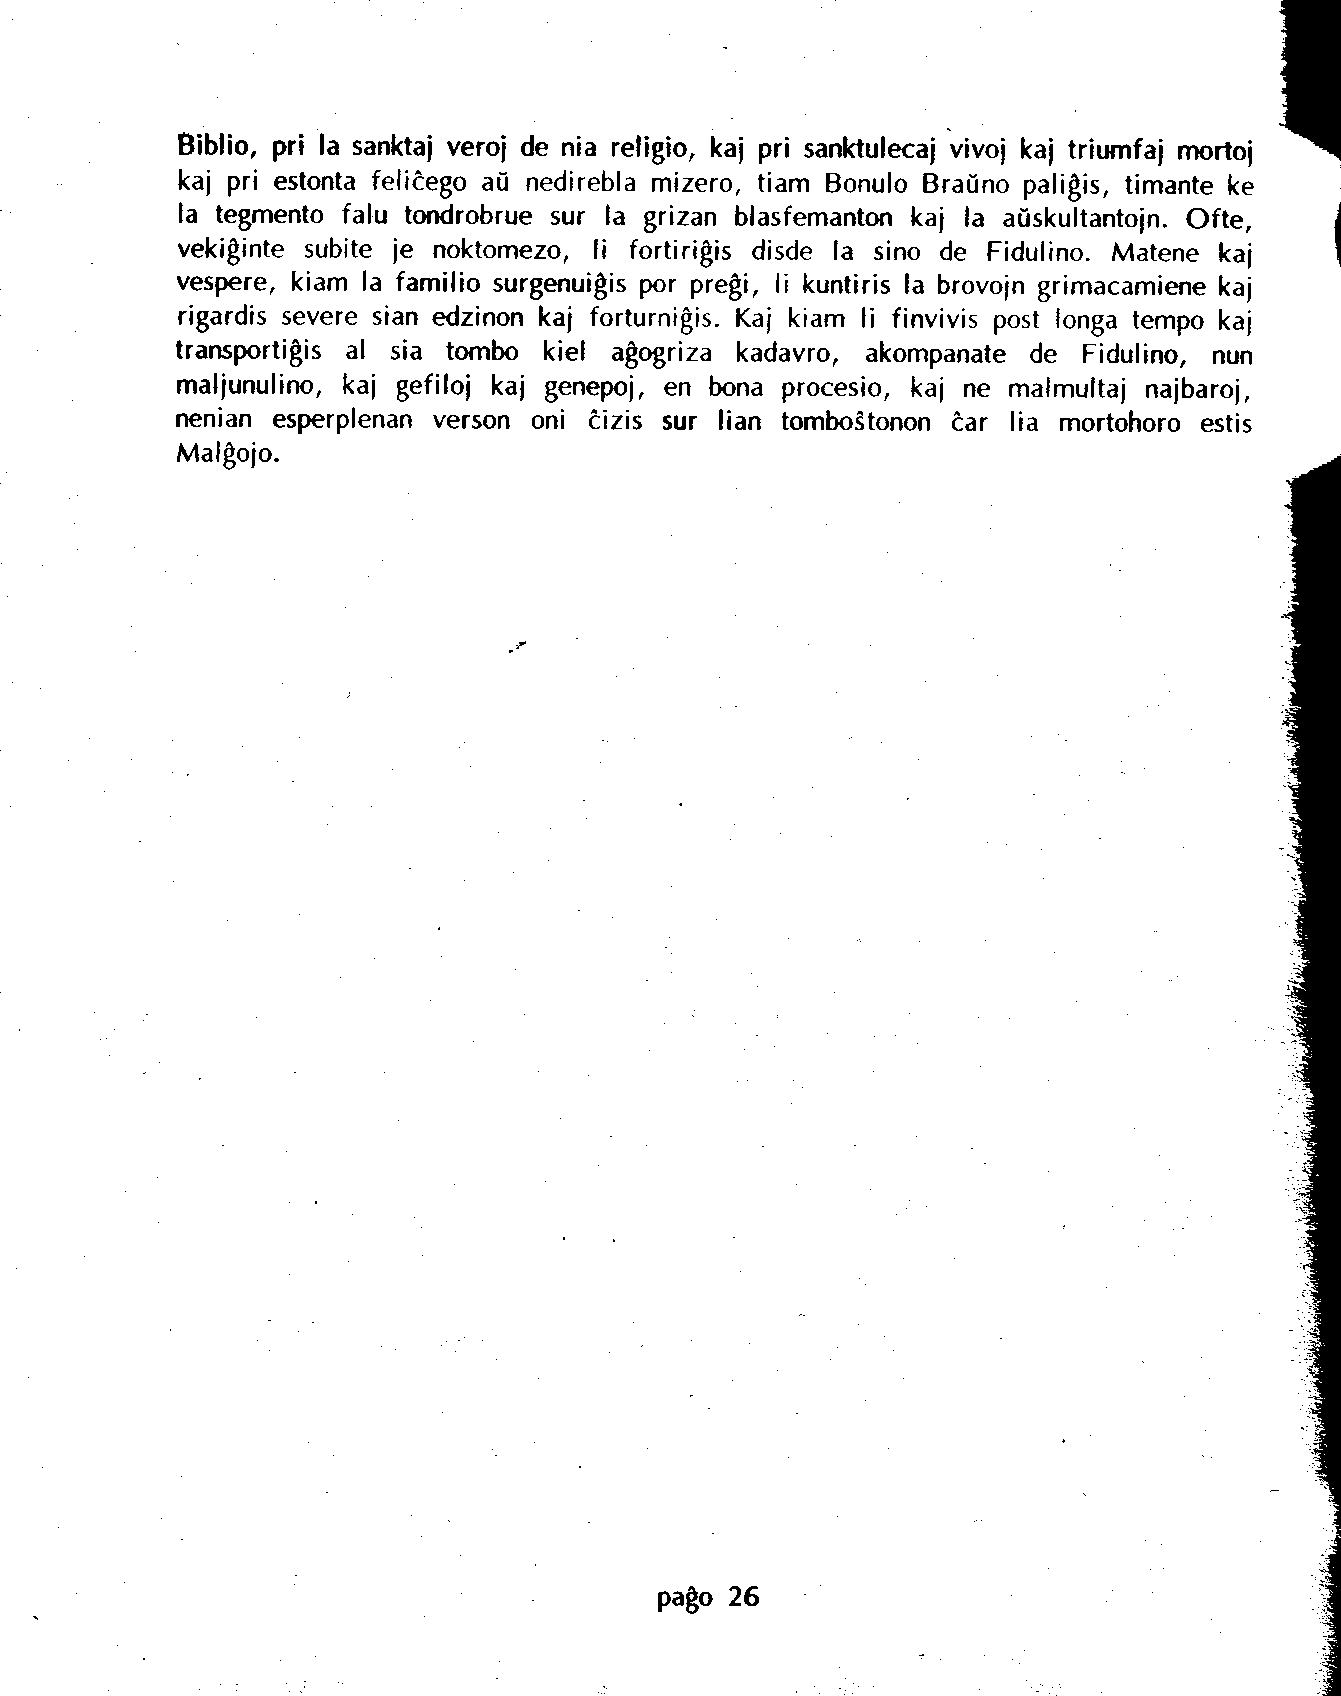 Biblio, pri la sanktaj veroj de nia religio, kaj pri sanktulecaj vivoj kaj triumfaj mortoj
kaj pri estonta feliĉego aŭ nedirebla mizero, tiam Bonulo Braŭno paliĝis, timante ke
la tegmento falu tondrobrue sur la grizan blasfemanton kaj la aŭskultantojn. Ofte,
vekiĝinte subite je noktomezo, li fortiriĝis disde la sino de Fidulino. Matene kaj
vespere, kiam la familio surgenuiĝis por preĝi, li kuntiris la brovojn grimacamiene kaj
rigardis severe sian edzinon kaj forturniĝis. Kaj kiam li finvivis post longa tempo kaj
transportiĝis al sia tombo kiel aĝogriza kadavro, akompanate de Fidulino, nun
maljunulino, kaj gefiloj kaj genepoj, en bona procesio, kaj ne malmultaj najbaroj,
nenian esperplenan verson oni ĉizis sur lian tomboŝtonon ĉar lia mortohoro estis
Malĝojo.
paĝo 26